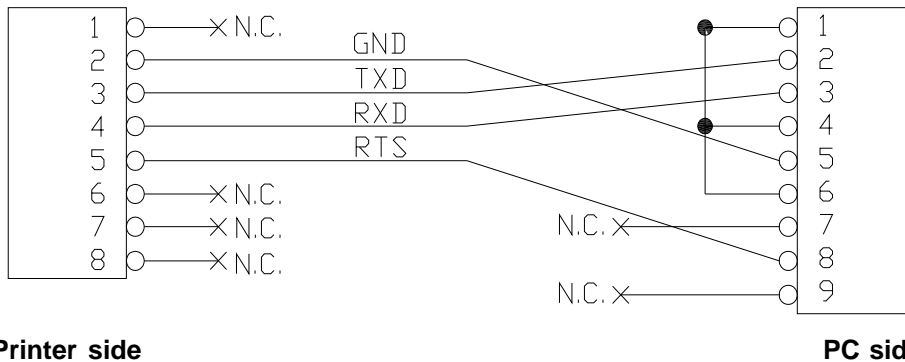 1 N.C. 1
GND
2 2
TXD
3 3
RXD
4 4
RTS
5 5
6 N.C. 6
7 N.C. N.C. 7
8 N.C. 8
N.C. 9
Printer side PC sid